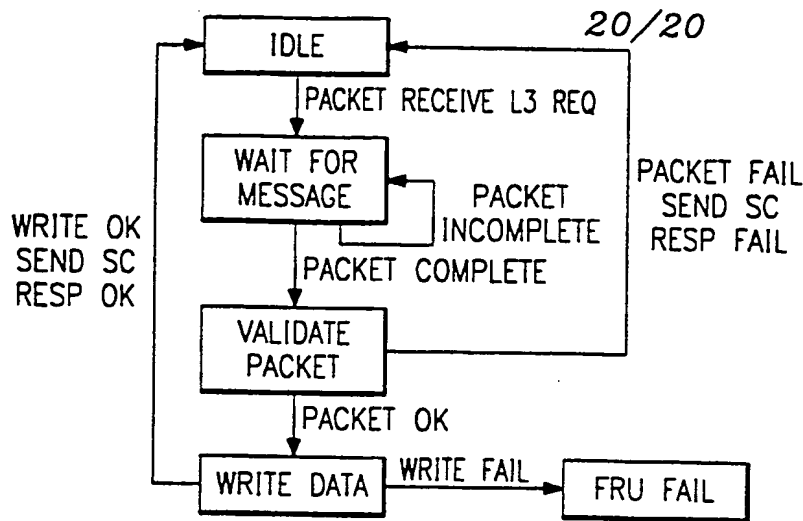 20/20
IDLE
PACKET RECEIVE L3 REQ
WAIT FOR
MESSAGE
PACKET
INCOMPLETE
PACKET FAIL
SEND SC
RESP FAIL
WRITE OK
SEND SC
RESP OK
PACKET COMPLETE
VALIDATE
PACKET
PACKET OK
WRITE DATA
WRITE FAIL
FRU FAIL